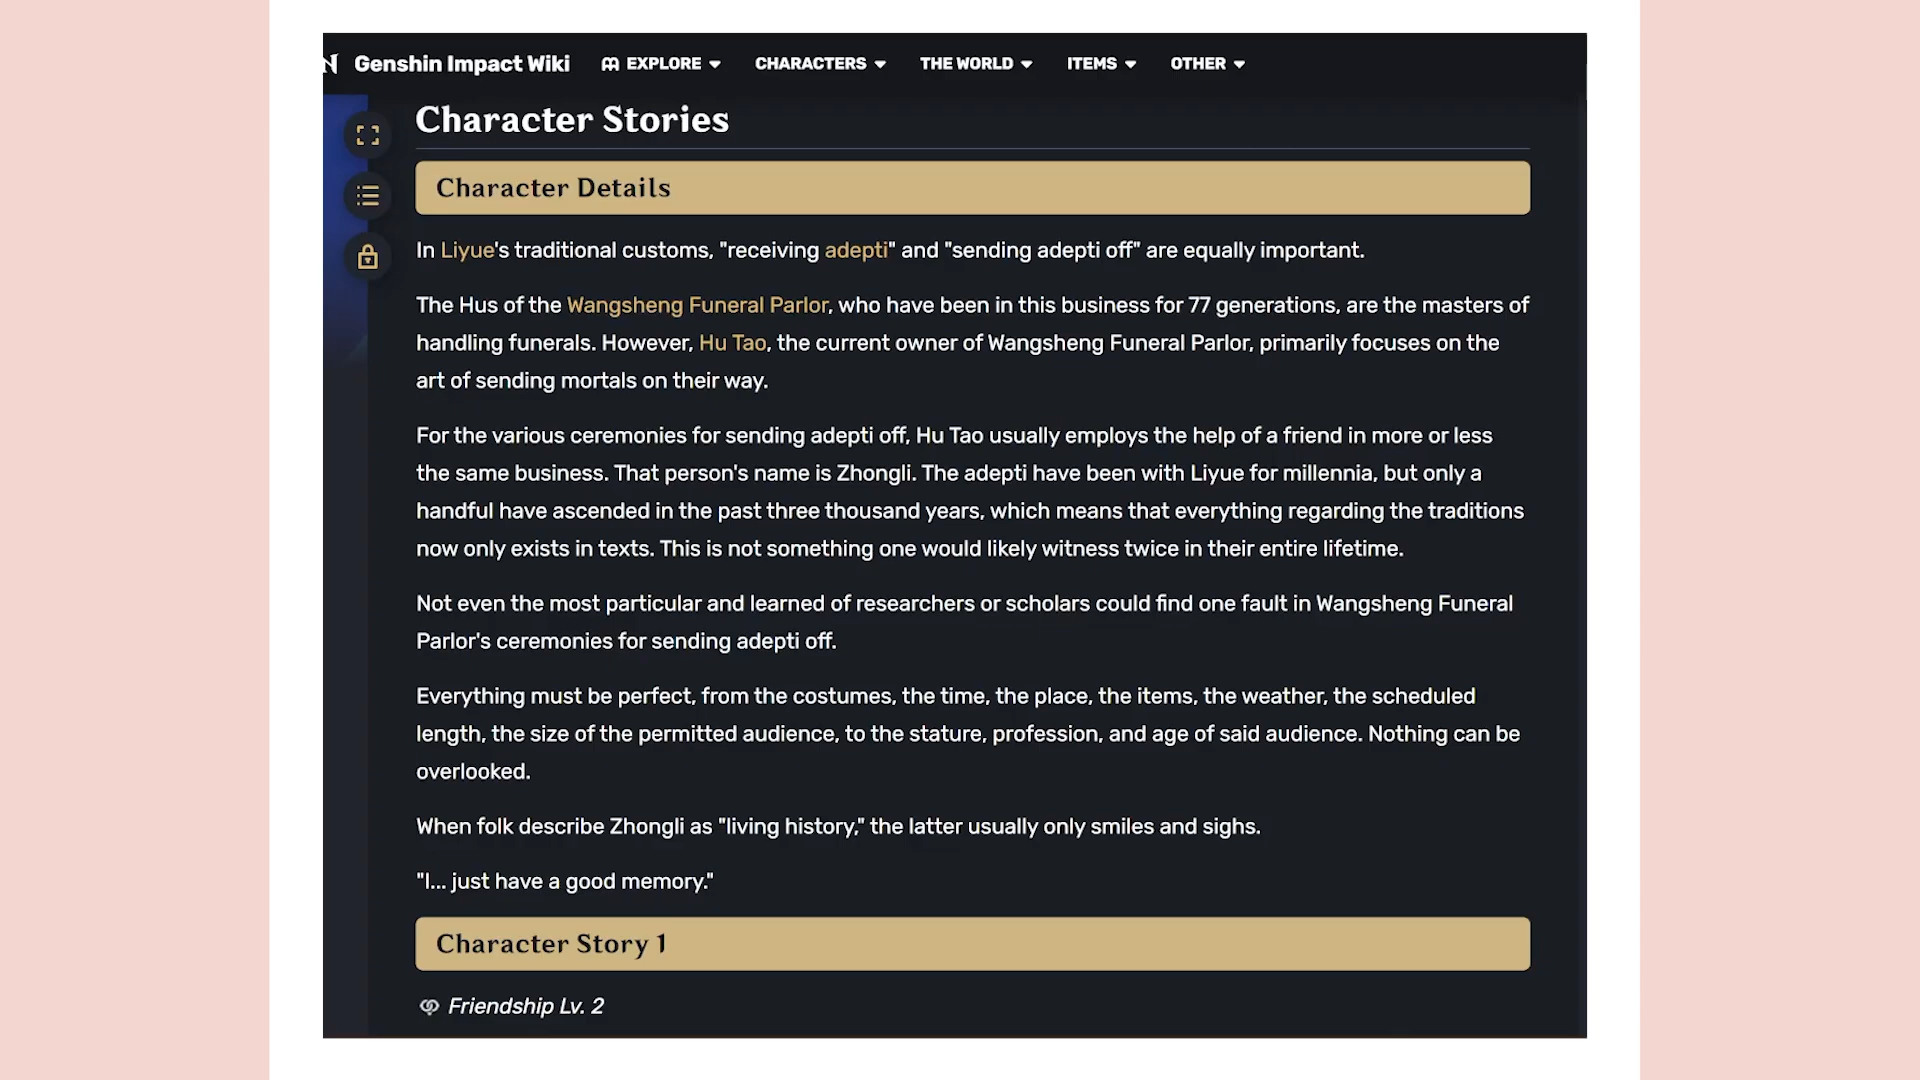 Genshin Impact Wiki EXPLORE CHARACTERS THE WORLD ITEMS OTHER
Character Stories
Character Details
In Liyue's traditional customs, "receiving adepti" and "sending adepti off" are equally important.
The Hus of the Wangsheng Funeral Parlor, who have been in this business for 77 generations, are the masters of
handling funerals. However, Hu Tao, the current owner of Wangsheng Funeral Parlor, primarily focuses on the
art of sending mortals on their way.
For the various ceremonies for sending adepti off, Hu Tao usually employs the help of a friend in more or less
the same business. That person's name is Zhongli. The adepti have been with Liyue for millennia, but only a
handful have ascended in the past three thousand years, which means that everything regarding the traditions
now only exists in texts. This is not something one would likely witness twice in their entire lifetime.
Not even the most particular and learned of researchers or scholars could find one fault in Wangsheng Funeral
Parlor's ceremonies for sending adepti off.
Everything must be perfect, from the costumes, the time, the place, the items, the weather, the scheduled
length, the size of the permitted audience, to the stature, profession, and age of said audience. Nothing can be
overlooked.
When folk describe Zhongli as "living history," the latter usually only smiles and sighs.
"I... just have a good memory."
Character Story 1
Friendship Lv. 2